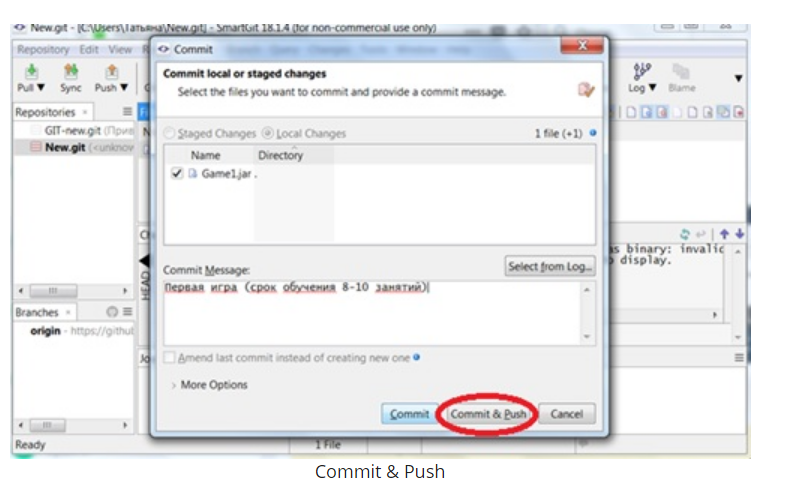 New.git - [C:\Users\Татьяна\New.git] - SmartGit 18.1.4 (for non-commercial use only)
Repository Edit View
Commit
Commit local or staged changes
Select the files you want to commit and provide a commit message.
Pull Sync Push
Log Blame
Repositories
GIT-new.git (Прив
New.git (<unknow
Staged Changes Local Changes 1 file (+1)
Name Directory
Game1.jar .
as binary: invalid
display.
Commit Message: Select from Log...
Первая игра (срок обучения 8-10 занятий)
HEAD
Branches
origin - https://githul
Amend last commit instead of creating new one
More Options
Commit Commit & Push Cancel
Ready 1 File
Commit & Push